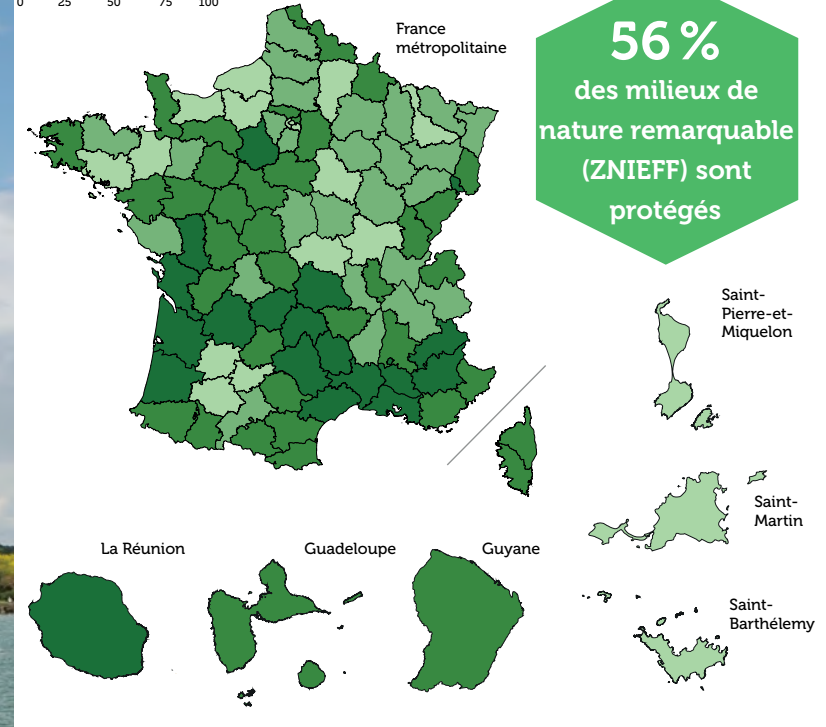 0 25 50 75 100
France
métropolitaine
56 %
des milieux de
nature remarquable
(ZNIEFF) sont
protégés
Saint-
Pierre-et-
Miquelon
Saint-
Martin
La Réunion
Guadeloupe
Guyane
Saint-
Barthélemy